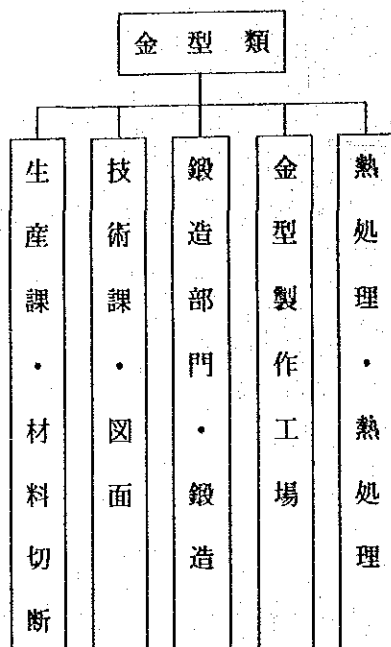 金型類
生産課・材料切断
技術課・図面
鍛造部門・鍛造
金型製作工場
熱処理・熱処理